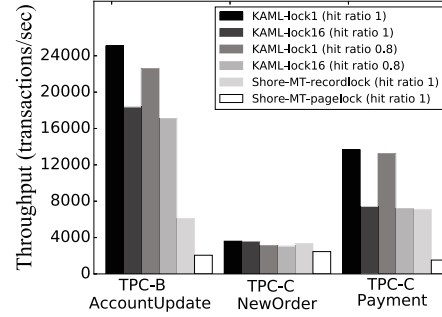 Throughput (transactions/sec)
24000
20000
16000
12000
8000
4000
0
KAML-lock1 (hit ratio 1)
KAML-lock16 (hit ratio 1)
KAML-lock1 (hit ratio 0.8)
KAML-lock16 (hit ratio 0.8)
Shore-MT-recordlock (hit ratio 1)
Shore-MT-pagelock (hit ratio 1)
TPC-B
AccountUpdate
TPC-C
NewOrder
TPC-C
Payment